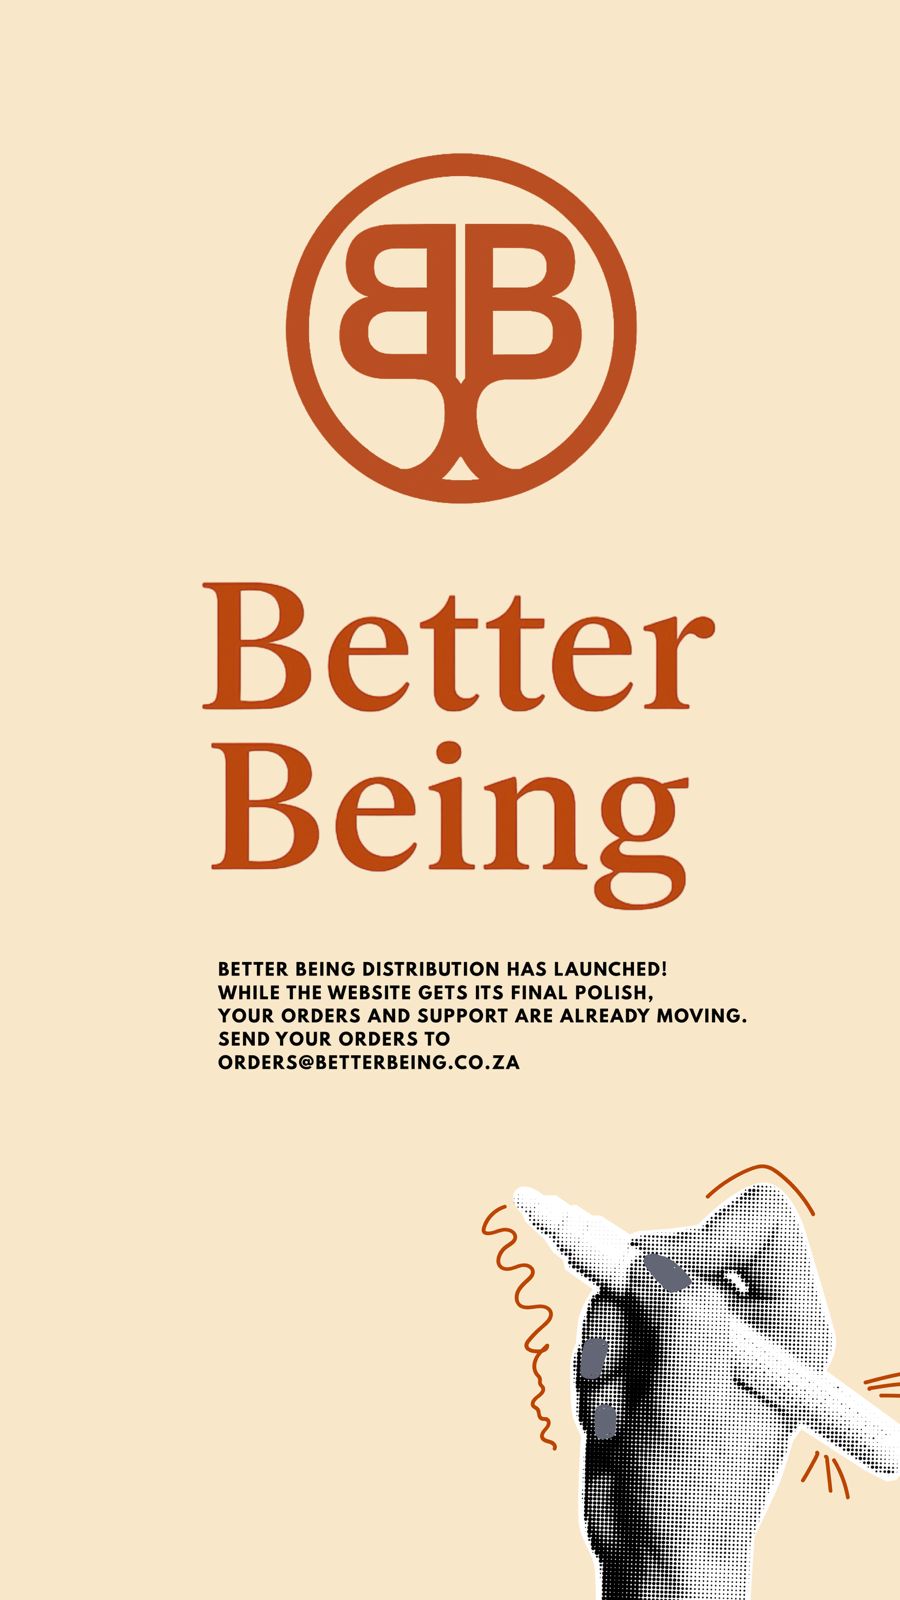 BB
Better
Being
BETTER BEING DISTRIBUTION HAS LAUNCHED!
WHILE THE WEBSITE GETS ITS FINAL POLISH,
YOUR ORDERS AND SUPPORT ARE ALREADY MOVING.
SEND YOUR ORDERS TO
ORDERS@BETTERBEING.CO.ZA